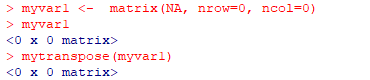 > myvar1 <-  matrix(NA, nrow=0, ncol=0)
> myvar1
<0 x 0 matrix>
> mytranspose(myvar1)
<0 x 0 matrix>